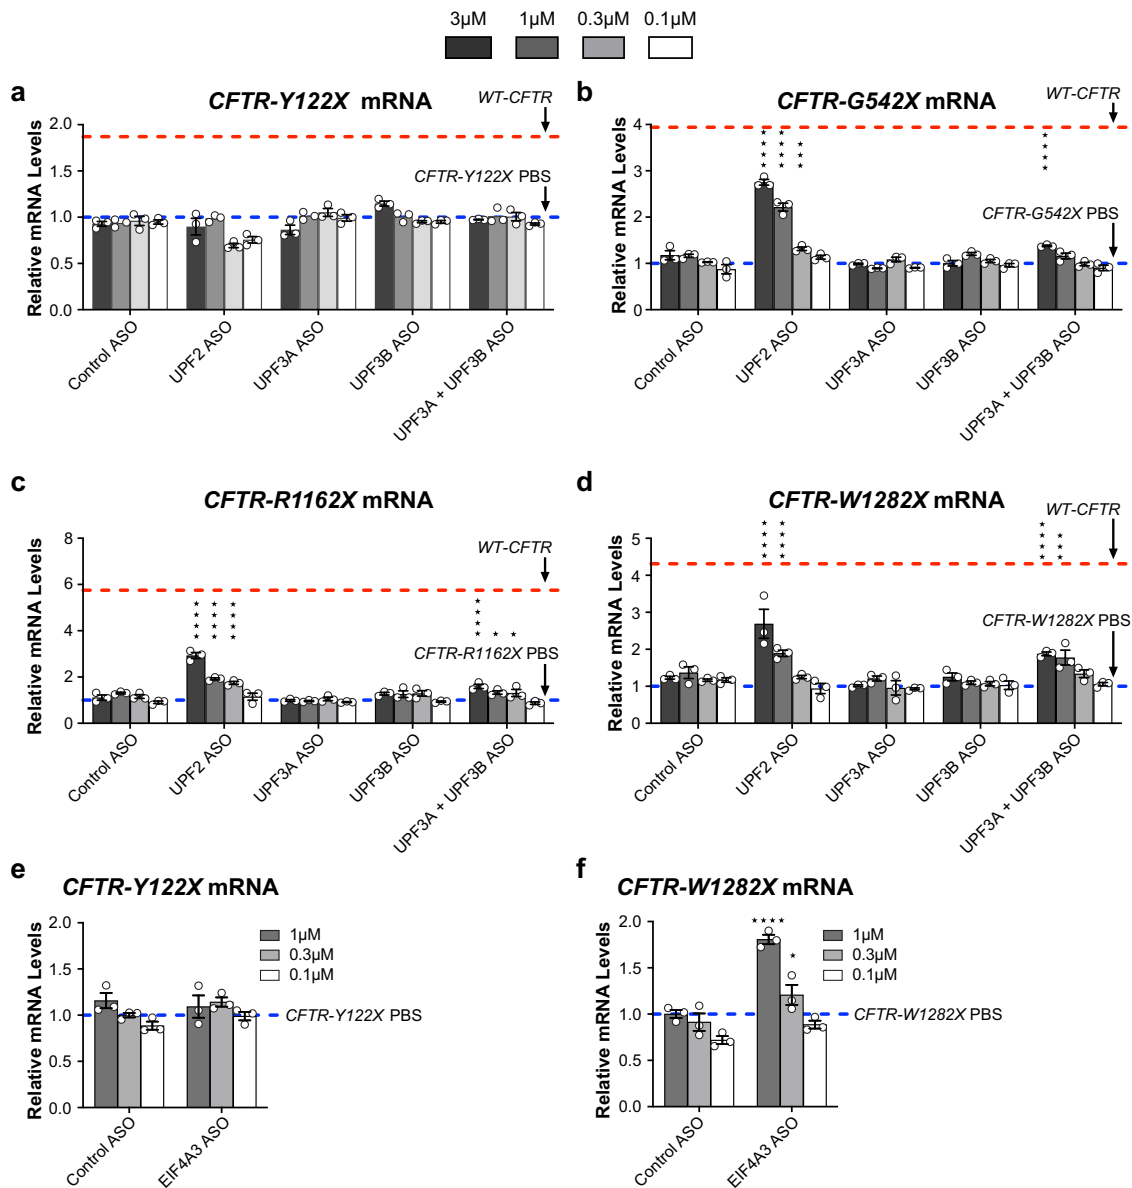 3µM 1µM 0.3µM 0.1µM
a
CFTR-Y122X mRNA
WT-CFTR
CFTR-Y122X PBS
Relative mRNA Levels
2.0
1.5
1.0
0.5
0.0
Control ASO
UPF2 ASO
UPF3A ASO
UPF3B ASO
UPF3A + UPF3B ASO
b
CFTR-G542X mRNA
WT-CFTR
CFTR-G542X PBS
Relative mRNA Levels
4
3
2
1
0
Control ASO
UPF2 ASO
UPF3A ASO
UPF3B ASO
UPF3A + UPF3B ASO
c
CFTR-R1162X mRNA
WT-CFTR
CFTR-R1162X PBS
Relative mRNA Levels
8
6
4
2
0
Control ASO
UPF2 ASO
UPF3A ASO
UPF3B ASO
UPF3A + UPF3B ASO
d
CFTR-W1282X mRNA
WT-CFTR
CFTR-W1282X PBS
Relative mRNA Levels
5
4
3
2
1
0
Control ASO
UPF2 ASO
UPF3A ASO
UPF3B ASO
UPF3A + UPF3B ASO
e
CFTR-Y122X mRNA
1µM
0.3µM
0.1µM
CFTR-Y122X PBS
Relative mRNA Levels
2.0
1.5
1.0
0.5
0.0
Control ASO
EIF4A3 ASO
f
CFTR-W1282X mRNA
1µM
0.3µM
0.1µM
CFTR-W1282X PBS
Relative mRNA Levels
2.0
1.5
1.0
0.5
0.0
Control ASO
EIF4A3 ASO